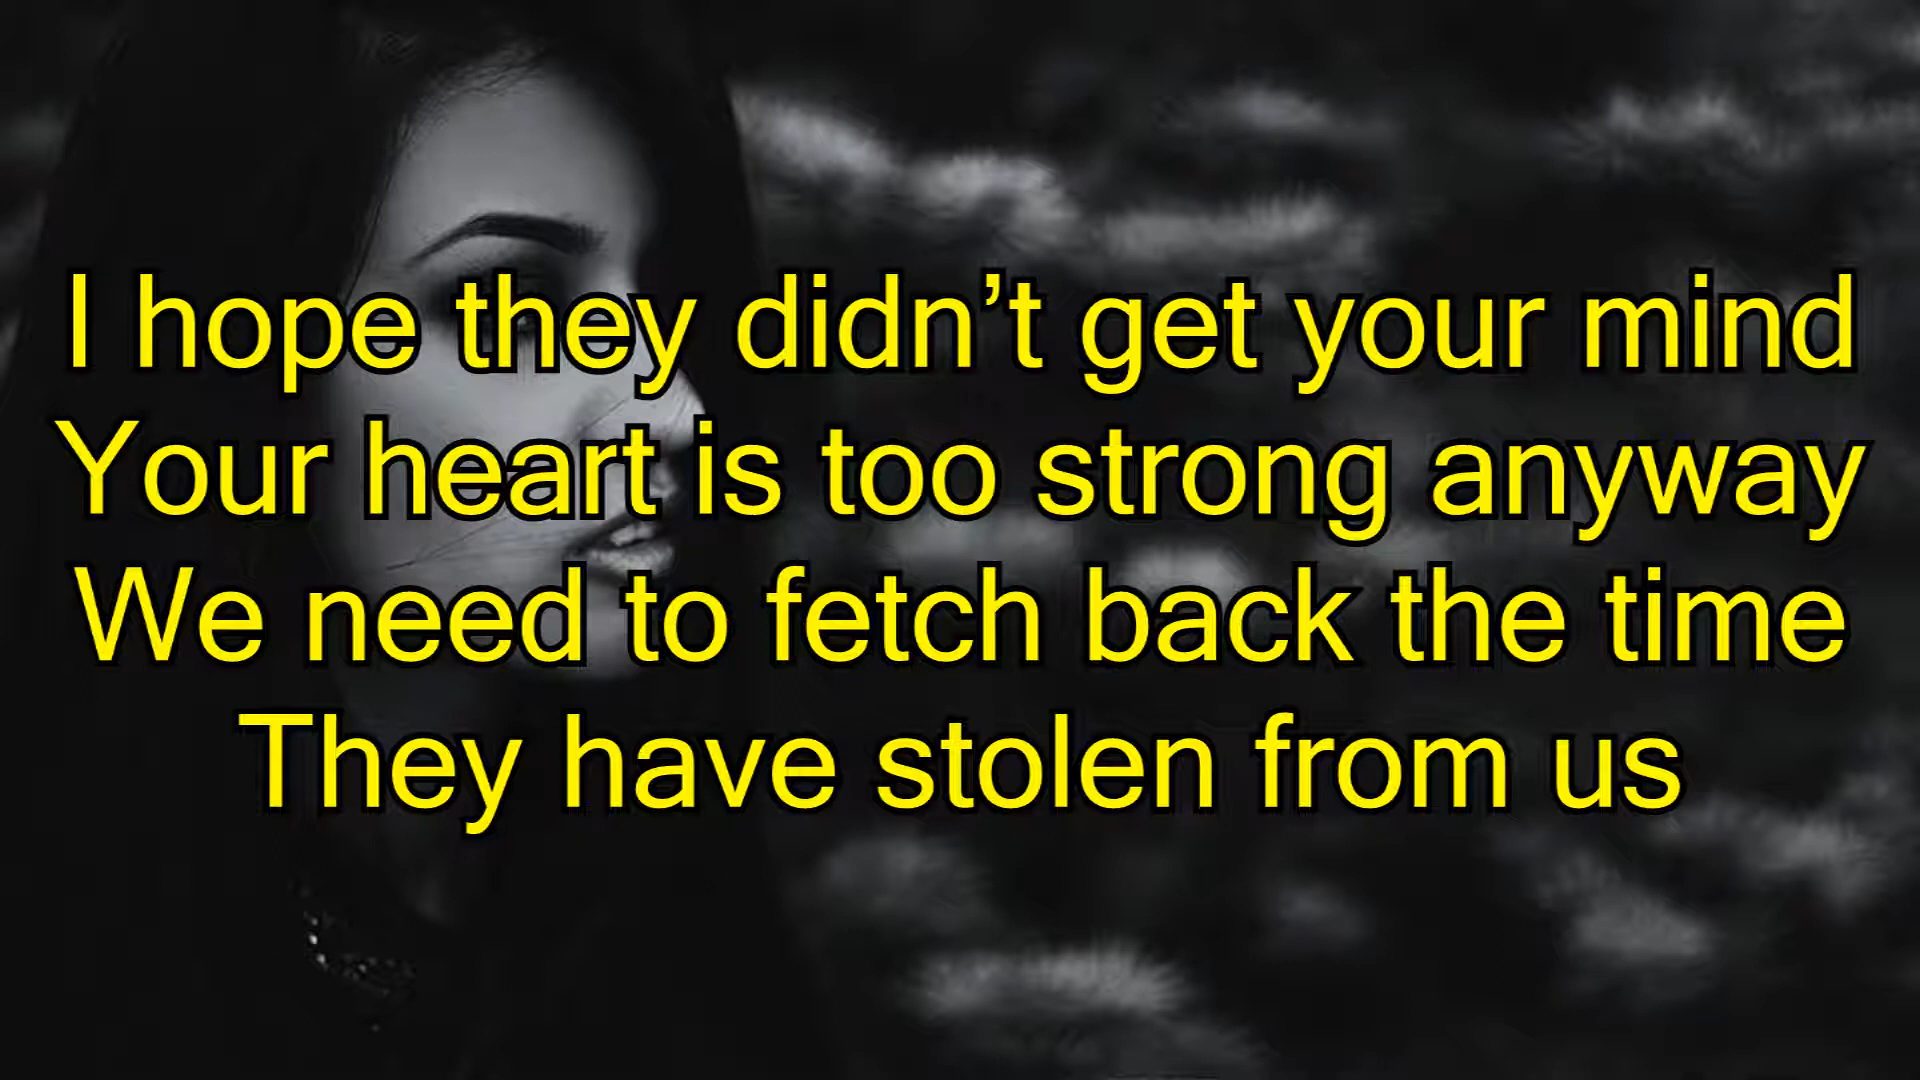 I hope they didn’t get your mind
Your heart is too strong anyway
We need to fetch back the time
They have stolen from us